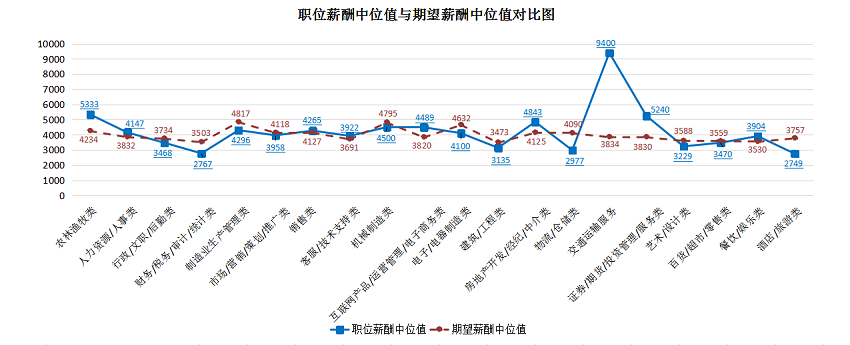 职位薪酬中位值与期望薪酬中位值对比图
10000
9000
8000
7000
6000
5000
4000
3000
2000
1000
0
5333
4234
4147
3832
3734
3468
3503
2767
4817
4296
4118
3958
4265
4127
3922
3691
4795
4500
4489
3820
4632
4100
3473
3135
4843
4125
4090
2977
9400
3834
5240
3830
3588
3229
3559
3470
3904
3530
3757
2749
农林渔牧类
人力资源/人事类
行政/文职/后勤类
财务/税务/审计/统计类
制造业生产管理类
市场/营销/策划/推广类
销售类
客服/技术支持类
机械制造类
互联网产品/运营管理/电子商务类
电子/电器制造类
建筑/工程类
房地产开发/经纪/中介类
物流/仓储类
交通运输服务
证券/期货/投资管理/服务类
艺术/设计类
百货/超市/零售类
餐饮/娱乐类
酒店/旅游类
职位薪酬中位值 期望薪酬中位值